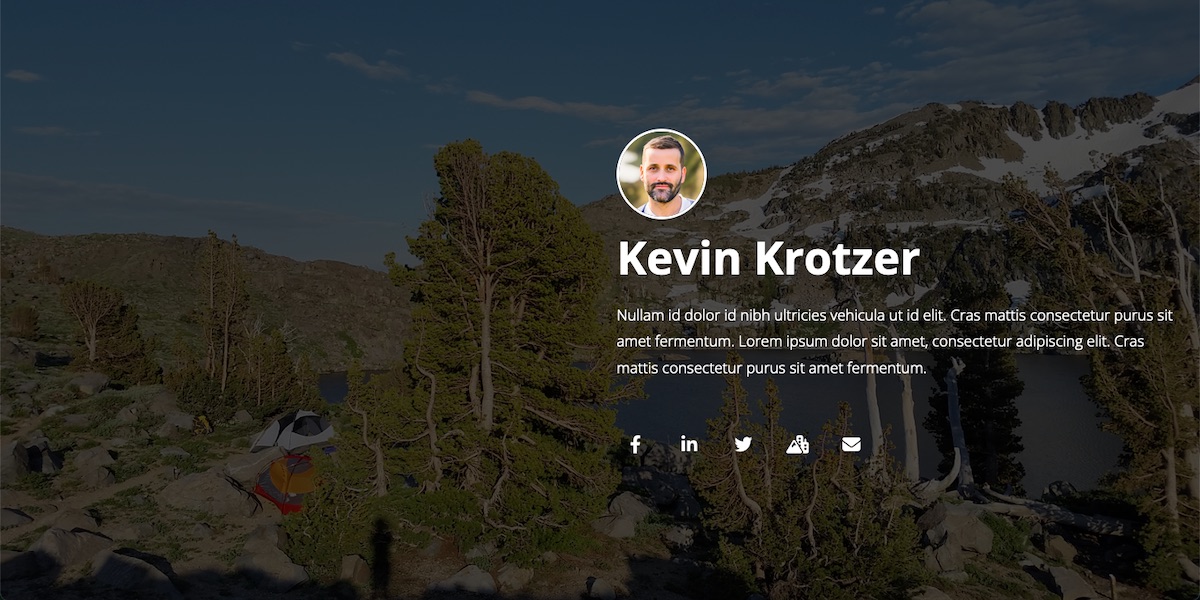 Kevin Krotzer
Nullam id dolor id nibh ultricies vehicula ut id elit. Cras mattis consectetur purus sit
amet fermentum. Lorem ipsum dolor sit amet, consectetur adipiscing elit. Cras
mattis consectetur purus sit amet fermentum.